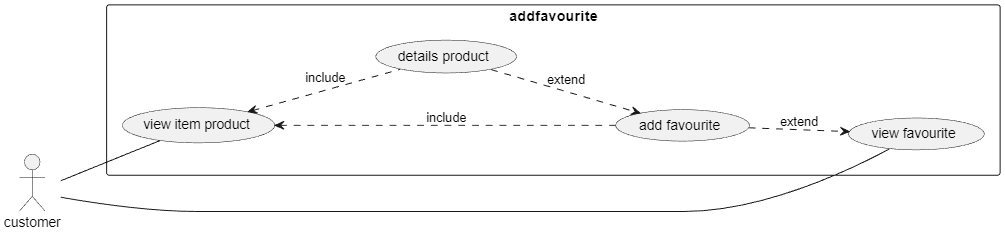 addfavourite
details product
include
extend
view item product
include
add favourite
extend
view favourite
customer